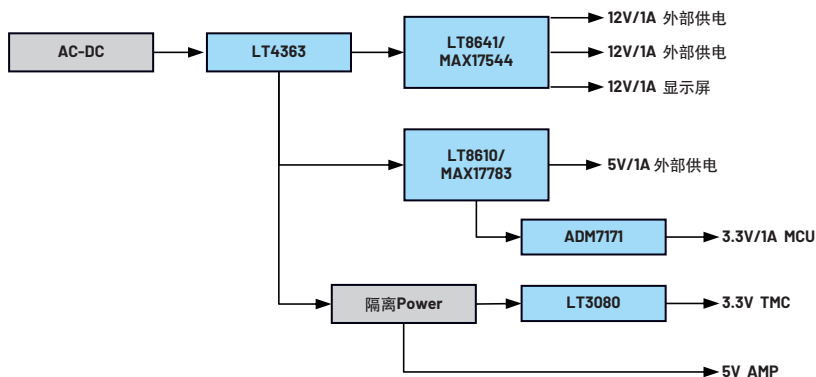 AC-DC
LT4363
LT8641/
MAX17544
12V/1A 外部供电
12V/1A 外部供电
12V/1A 显示屏
LT8610/
MAX17783
5V/1A 外部供电
ADM7171
3.3V/1A MCU
隔离Power
LT3080
3.3V TMC
5V AMP